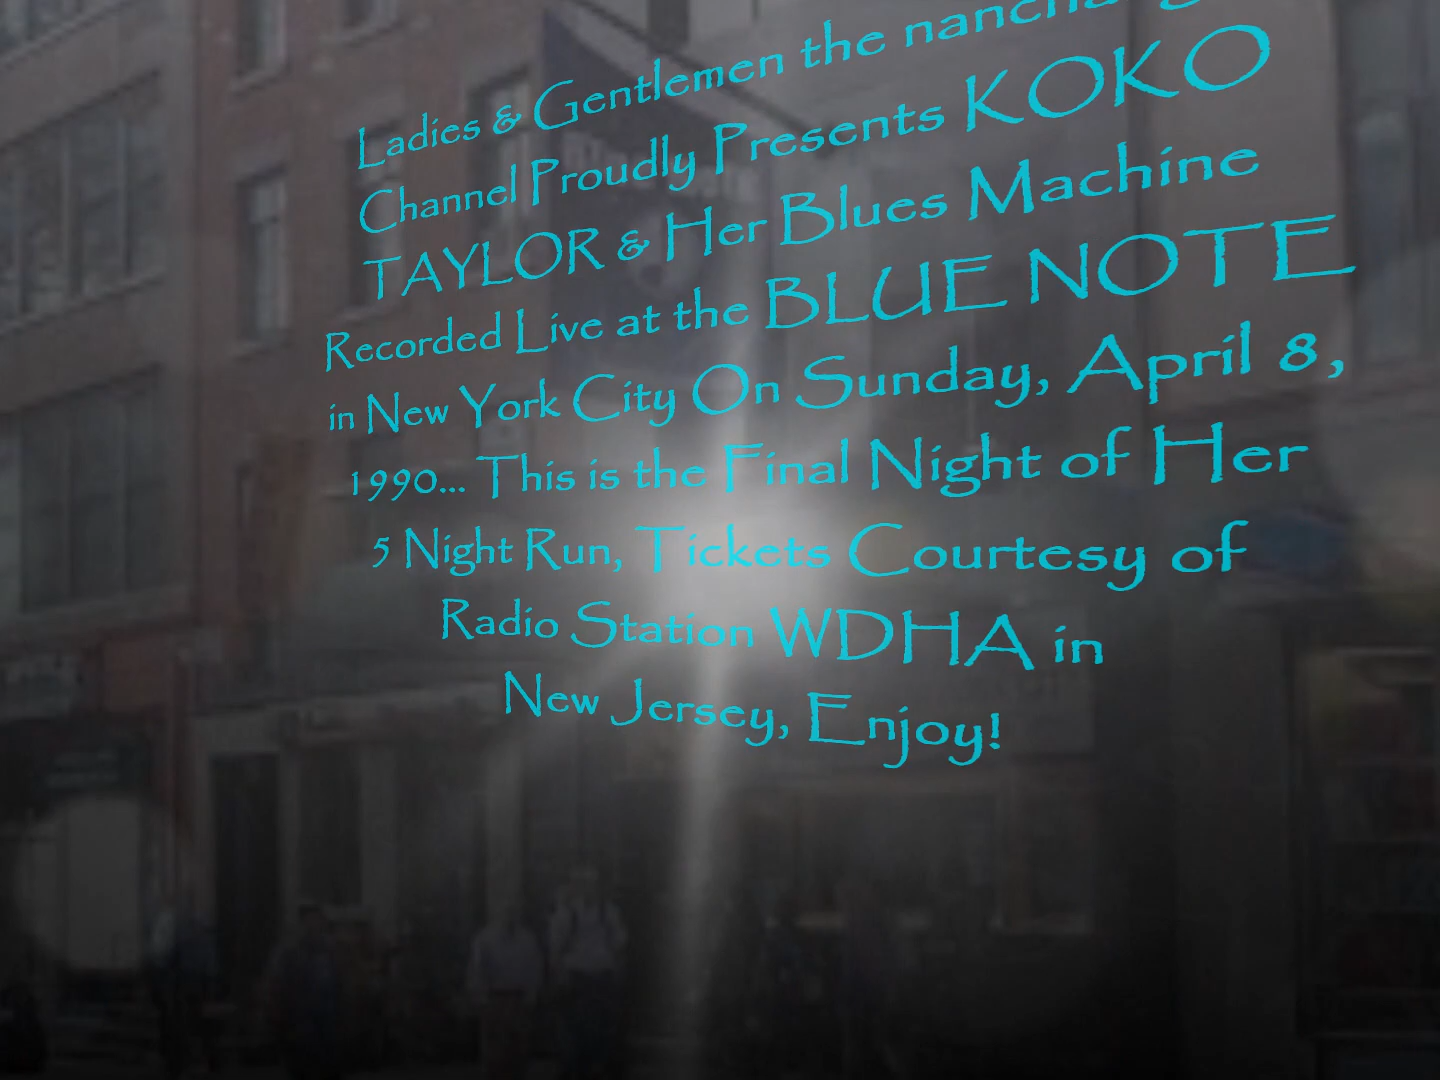 Ladies & Gentlemen the
Channel Proudly Presents KOKO
TAYLOR & Her Blues Machine
Recorded Live at the BLUE NOTE
in New York City On Sunday, April 8,
1990... This is the Final Night of Her
5 Night Run, Tickets Courtesy of
Radio Station WDHA in
New Jersey, Enjoy!